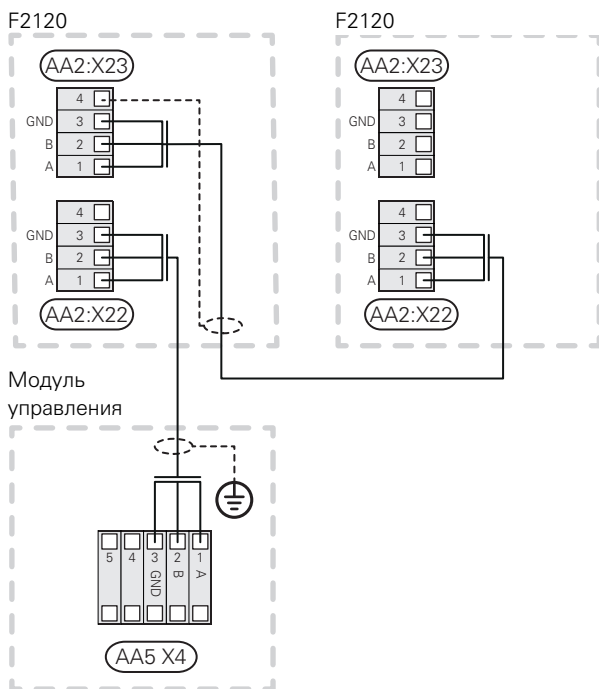 F2120
F2120
AA2:X23
AA2:X23
4
GND 3
B 2
A 1
4
GND 3
B 2
A 1
4
GND 3
B 2
A 1
4
GND 3
B 2
A 1
AA2:X22
AA2:X22
Модуль
управления
5 4 3 2 1
GND B A
AA5 X4